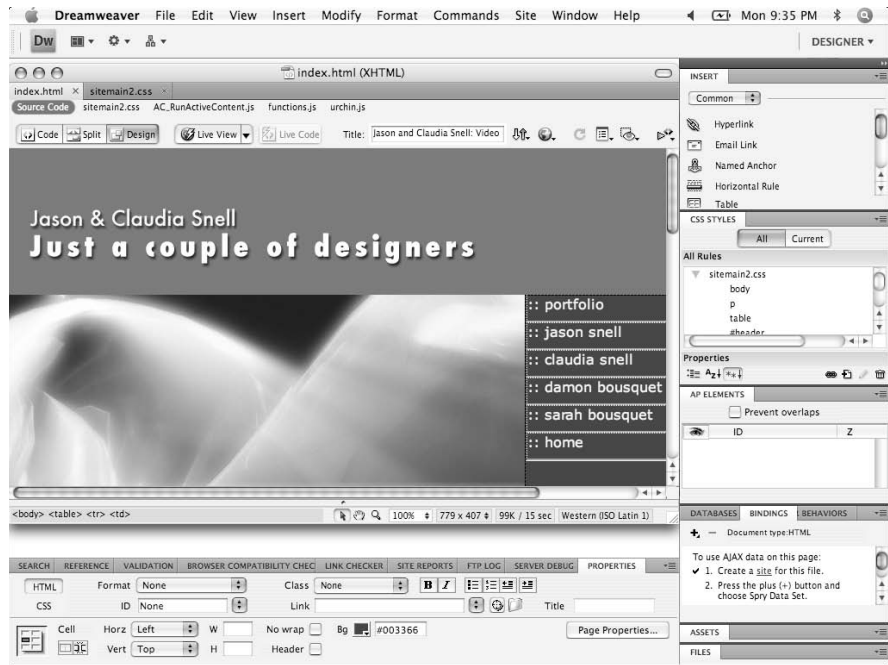 Dreamweaver File Edit View Insert Modify Format Commands Site Window Help Mon 9:35 PM
Dw DESIGNER
index.html (XHTML)
index.html × sitemain2.css ×
Source Code sitemain2.css AC_RunActiveContent.js functions.js urchin.js
Code Split Design Live View Live Code Title: Jason and Claudia Snell: Video
Jason & Claudia Snell
Just a couple of designers
:: portfolio
:: jason snell
:: claudia snell
:: damon bousquet
:: sarah bousquet
:: home
<body> <table> <tr> <td> 100% 779 x 407 99K / 15 sec Western (ISO Latin 1)
INSERT
Common
Hyperlink
Email Link
Named Anchor
Horizontal Rule
Table
CSS STYLES
All Current
All Rules
sitemain2.css
body
p
table
#header
Properties
AP ELEMENTS
Prevent overlaps
ID Z
DATABASES BINDINGS BEHAVIORS
Document type:HTML
To use AJAX data on this page:
1. Create a site for this file.
2. Press the plus (+) button and
choose Spry Data Set.
ASSETS
FILES
SEARCH REFERENCE VALIDATION BROWSER COMPATIBILITY CHEC LINK CHECKER SITE REPORTS FTP LOG SERVER DEBUG PROPERTIES
HTML Format None Class None B I
CSS ID None Link Title
Cell Horz Left W No wrap Bg #003366 Page Properties...
Vert Top H Header